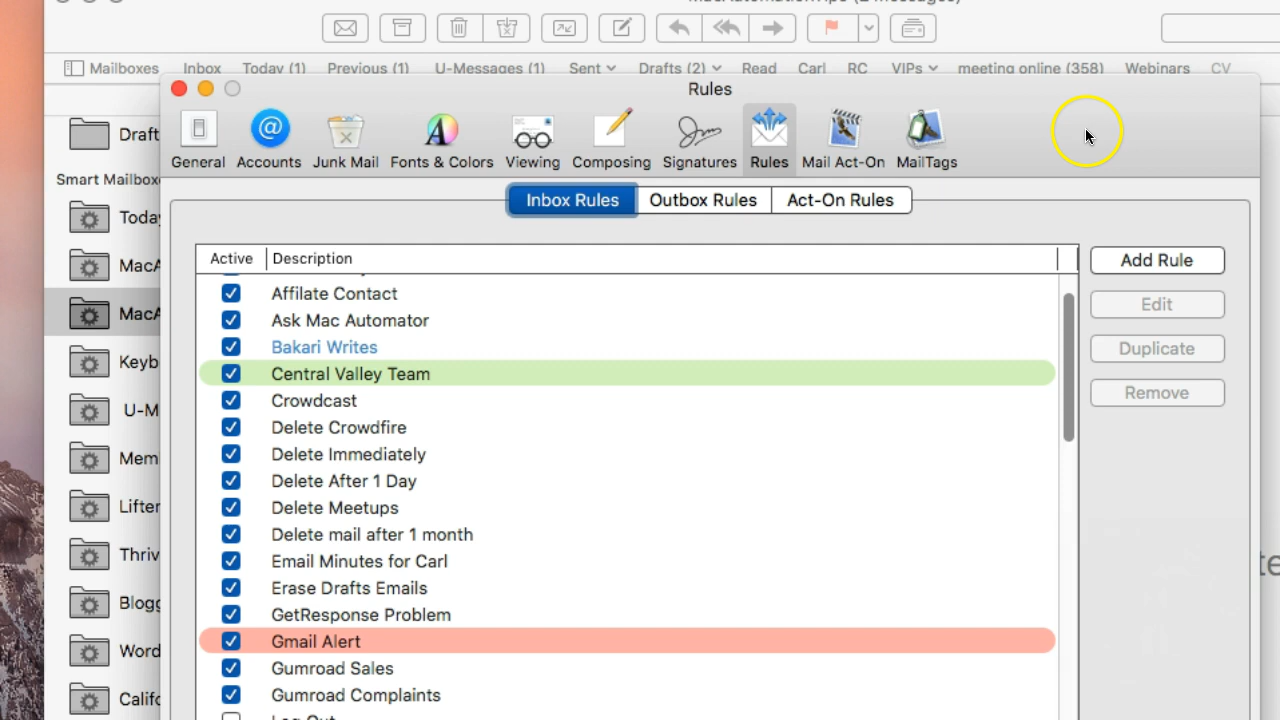 Mailboxes Inbox Today (1) Previous (1) U-Messages (1) Sent Drafts (2) Read Carl RC VIPs meeting online (358) Webinars CV
Rules
General Accounts Junk Mail Fonts & Colors Viewing Composing Signatures Rules Mail Act-On MailTags
Inbox Rules Outbox Rules Act-On Rules
Draft
Smart Mailbox
Today
MacA
MacA
Keyb
U-M
Mem
Lifter
Thriv
Blogg
Word
Califo
Active Description
Affilate Contact
Ask Mac Automator
Bakari Writes
Central Valley Team
Crowdcast
Delete Crowdfire
Delete Immediately
Delete After 1 Day
Delete Meetups
Delete mail after 1 month
Email Minutes for Carl
Erase Drafts Emails
GetResponse Problem
Gmail Alert
Gumroad Sales
Gumroad Complaints
Add Rule
Edit
Duplicate
Remove